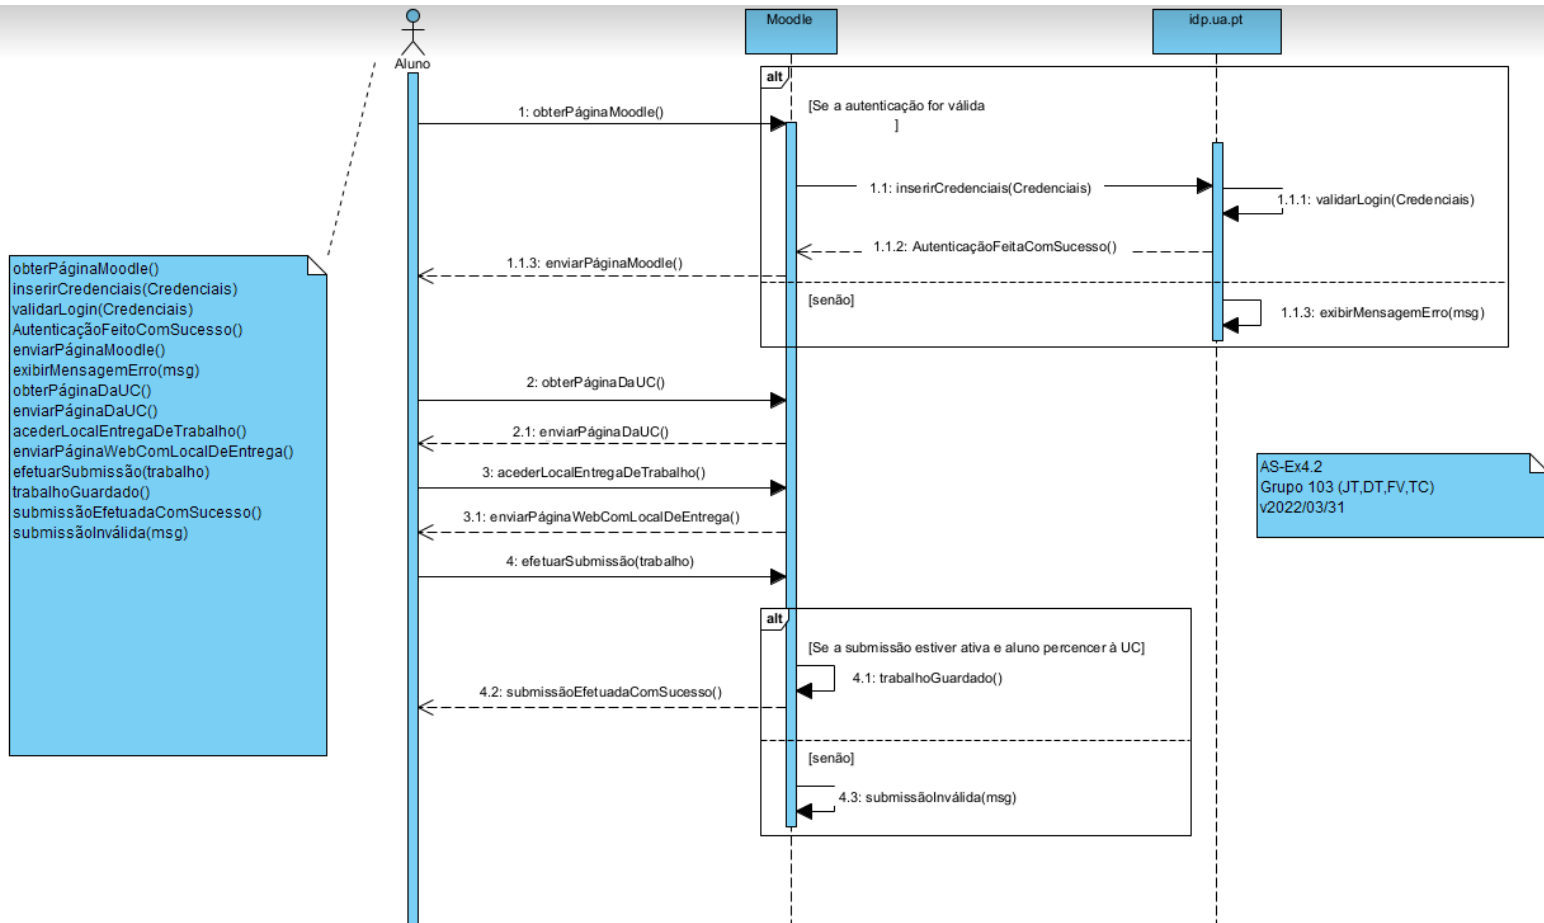 Aluno
Moodle
idp.ua.pt
alt
[Se a autenticação for válida
]
1: obterPáginaMoodle()
1.1: inserirCredenciais(Credenciais)
1.1.1: validarLogin(Credenciais)
1.1.2: AutenticaçãoFeitaComSucesso()
1.1.3: enviarPáginaMoodle()
[senão]
1.1.3: exibirMensagemErro(msg)
2: obterPáginaDaUC()
2.1: enviarPáginaDaUC()
3: acederLocalEntregaDeTrabalho()
3.1: enviarPáginaWebComLocalDeEntrega()
4: efetuarSubmissão(trabalho)
alt
[Se a submissão estiver ativa e aluno percencer à UC]
4.1: trabalhoGuardado()
4.2: submissãoEfetuadaComSucesso()
[senão]
4.3: submissãoInválida(msg)
obterPáginaMoodle()
inserirCredenciais(Credenciais)
validarLogin(Credenciais)
AutenticaçãoFeitoComSucesso()
enviarPáginaMoodle()
exibirMensagemErro(msg)
obterPáginaDaUC()
enviarPáginaDaUC()
acederLocalEntregaDeTrabalho()
enviarPáginaWebComLocalDeEntrega()
efetuarSubmissão(trabalho)
trabalhoGuardado()
submissãoEfetuadaComSucesso()
submissãoInválida(msg)
AS-Ex4.2
Grupo 103 (JT,DT,FV,TC)
v2022/03/31